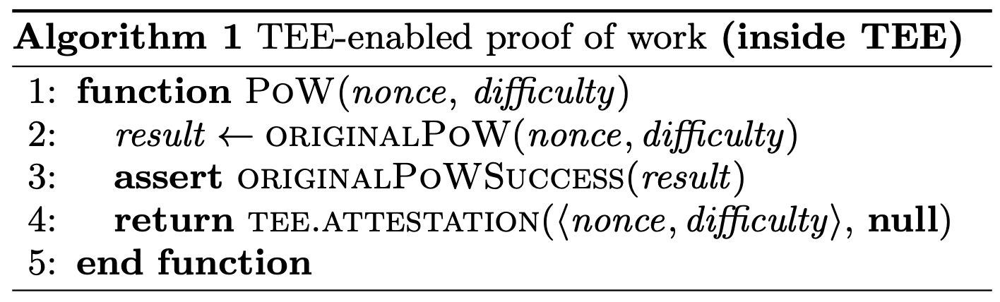 Algorithm 1 TEE-enabled proof of work (inside TEE)
1: function PoW(nonce, difficulty)
2: result ← originalPoW(nonce, difficulty)
3: assert originalPoWSuccess(result)
4: return tee.attestation(⟨nonce, difficulty⟩, null)
5: end function